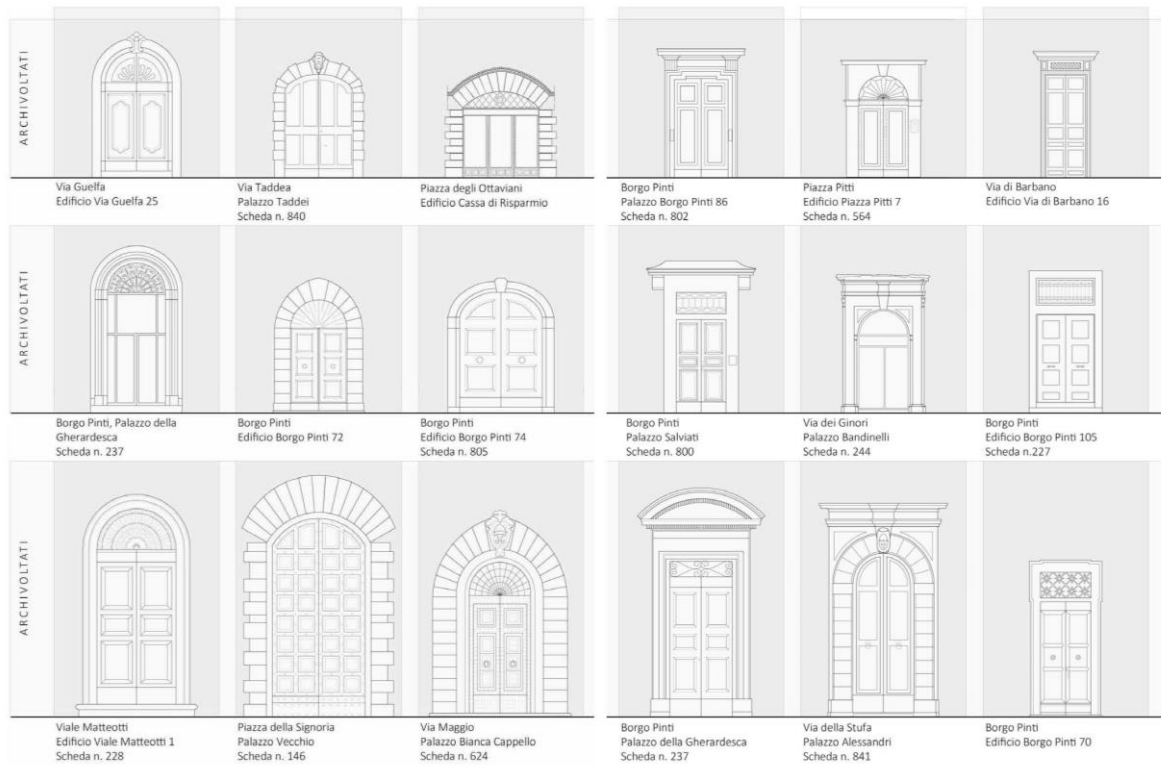 ARCHIVOLTATI
Via Guelfa
Edificio Via Guelfa 25
Via Taddea
Palazzo Taddei
Scheda n. 840
Piazza degli Ottaviani
Edificio Cassa di Risparmio
Borgo Pinti
Palazzo Borgo Pinti 86
Scheda n. 802
Piazza Pitti
Edificio Piazza Pitti 7
Scheda n. 564
Via di Barbano
Edificio Via di Barbano 16
ARCHIVOLTATI
Borgo Pinti, Palazzo della
Gherardesca
Scheda n. 237
Borgo Pinti
Edificio Borgo Pinti 72
Borgo Pinti
Edificio Borgo Pinti 74
Scheda n. 805
Borgo Pinti
Palazzo Salviati
Scheda n. 800
Via dei Ginori
Palazzo Bandinelli
Scheda n. 244
Borgo Pinti
Edificio Borgo Pinti 105
Scheda n.227
ARCHIVOLTATI
Viale Matteotti
Edificio Viale Matteotti 1
Scheda n. 228
Piazza della Signoria
Palazzo Vecchio
Scheda n. 146
Via Maggio
Palazzo Bianca Cappello
Scheda n. 624
Borgo Pinti
Palazzo della Gherardesca
Scheda n. 237
Via della Stufa
Palazzo Alessandri
Scheda n. 841
Borgo Pinti
Edificio Borgo Pinti 70